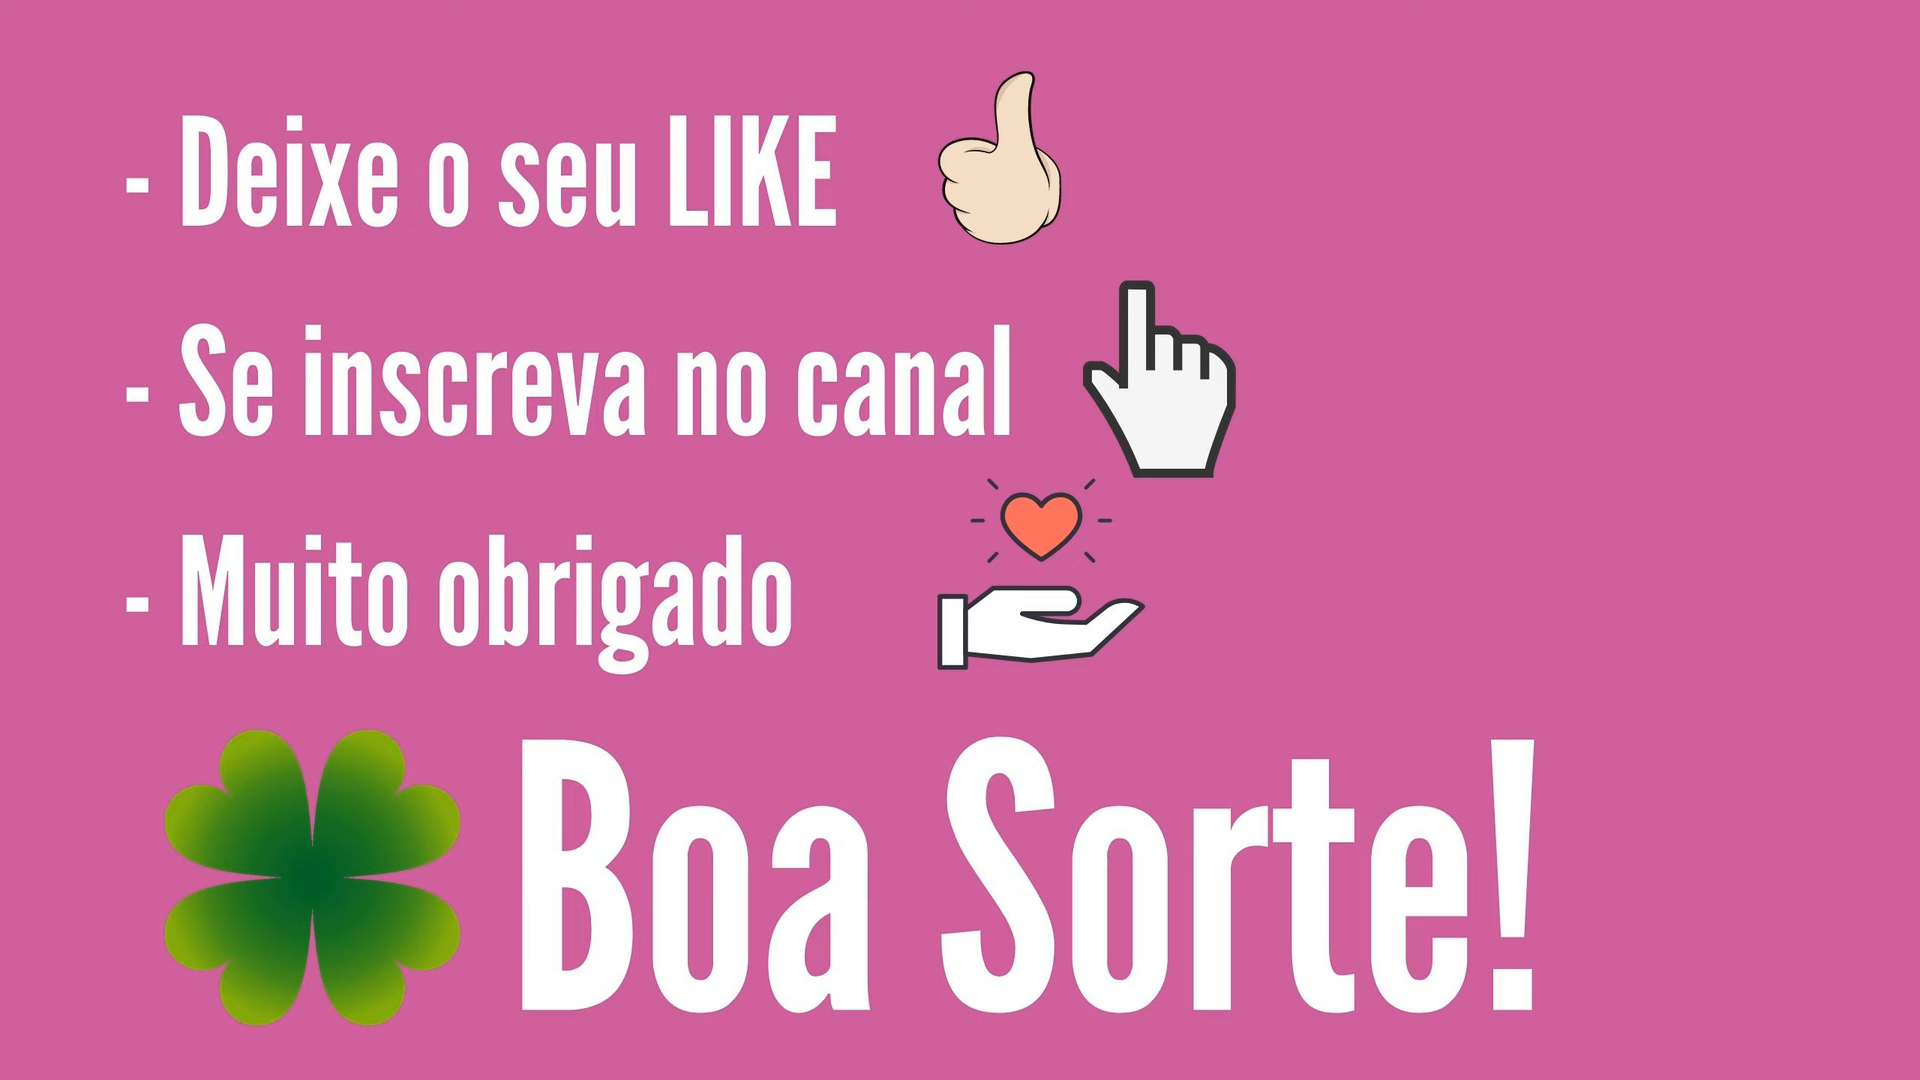 - Deixe o seu LIKE
- Se inscreva no canal
- Muito obrigado
Boa Sorte!